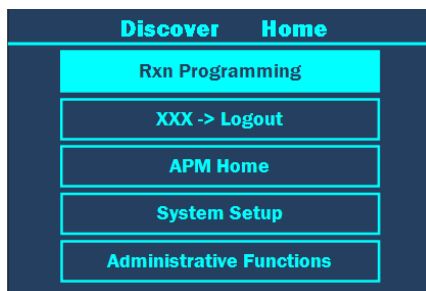 Discover Home
Rxn Programming
XXX -> Logout
APM Home
System Setup
Administrative Functions